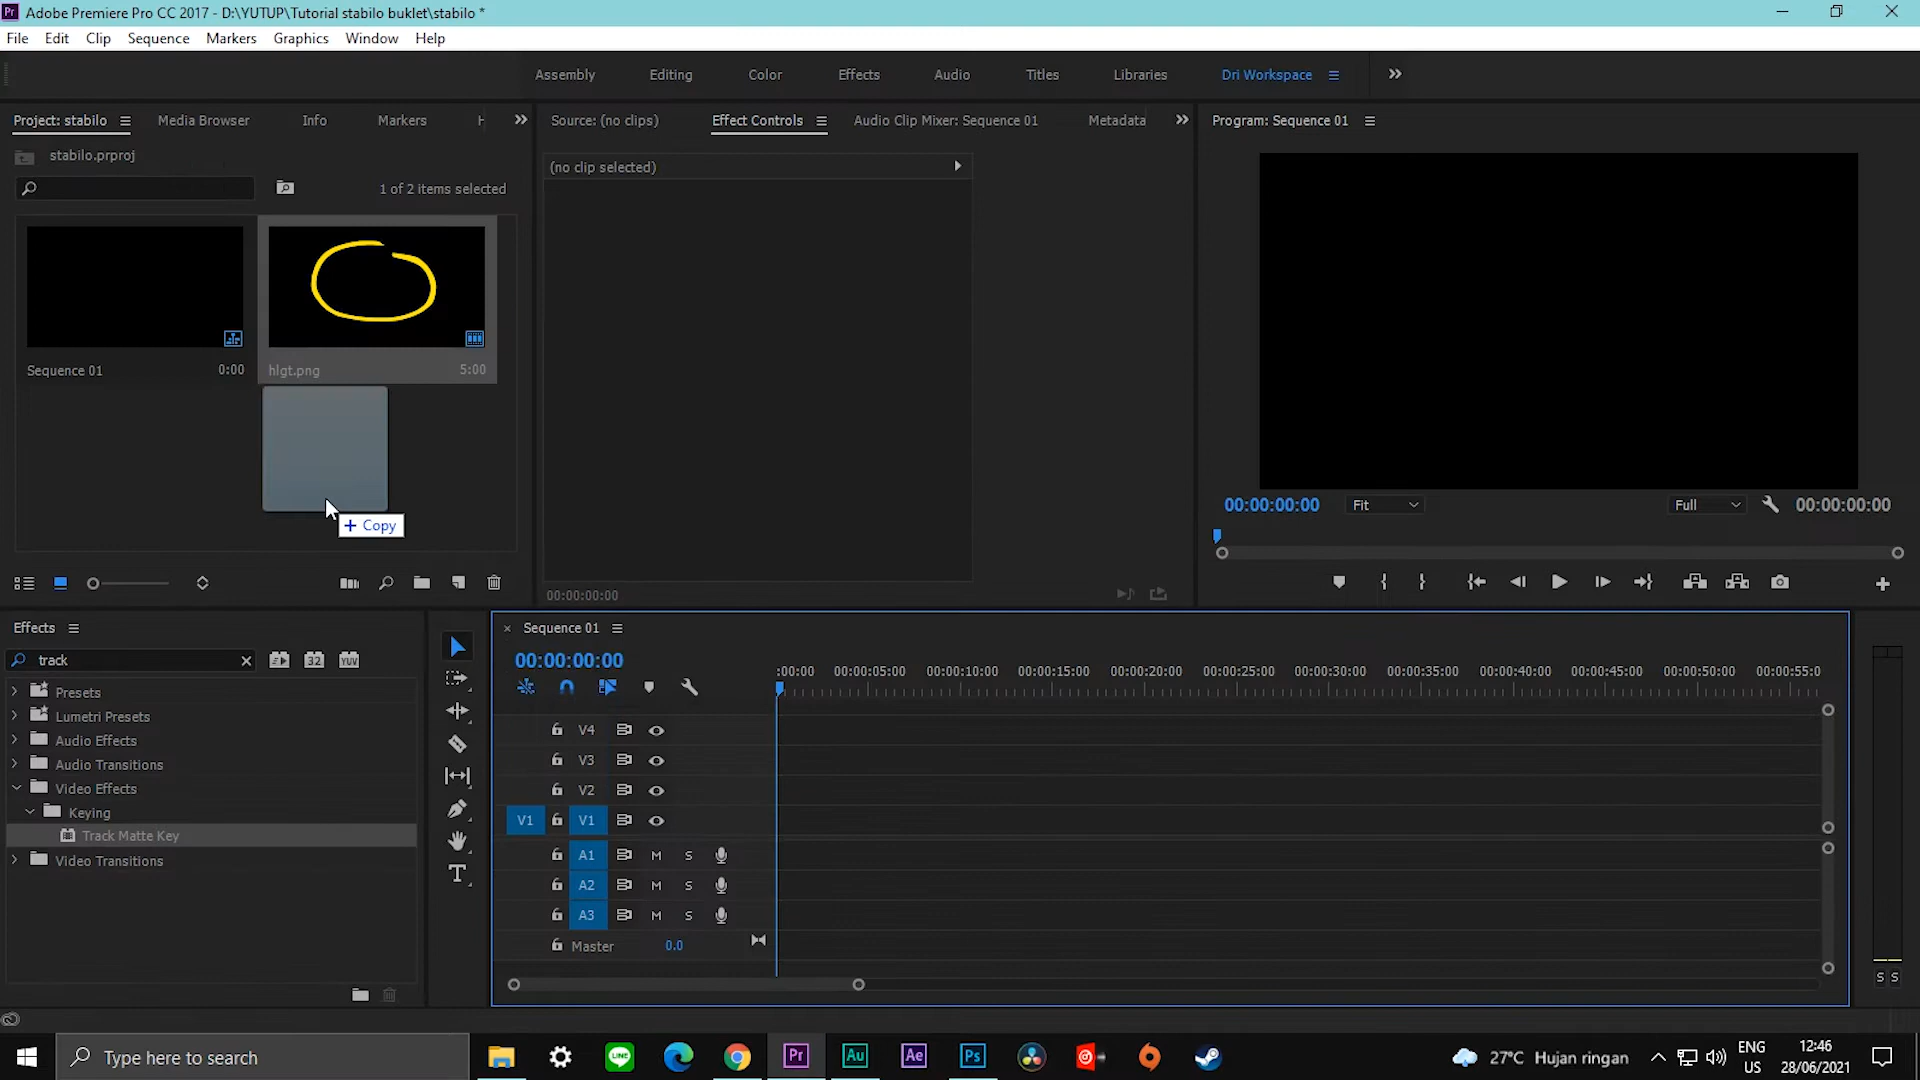 Pr Adobe Premiere Pro CC 2017 - D:\YUTUP\Tutorial stabilo buklet\stabilo *
File Edit Clip Sequence Markers Graphics Window Help
Assembly Editing Color Effects Audio Titles Libraries Dri Workspace
Project: stabilo Media Browser Info Markers
Source: (no clips) Effect Controls Audio Clip Mixer: Sequence 01 Metadata
Program: Sequence 01
stabilo.prproj
1 of 2 items selected
(no clip selected)
Sequence 01 0:00
hlgt.png 5:00
+ Copy
00:00:00:00 Fit Full 00:00:00:00
00:00:00:00
Effects
track
32 YUV
Presets
Lumetri Presets
Audio Effects
Audio Transitions
Video Effects
Keying
Track Matte Key
Video Transitions
Sequence 01
00:00:00:00
:00:00 00:00:05:00 00:00:10:00 00:00:15:00 00:00:20:00 00:00:25:00 00:00:30:00 00:00:35:00 00:00:40:00 00:00:45:00 00:00:50:00 00:00:55:0
V4
V3
V2
V1 V1
A1 M S
A2 M S
A3 M S
Master 0.0
S S
Type here to search
LINE Pr Au Ae Ps
27°C Hujan ringan
ENG
US
12:46
28/06/2021